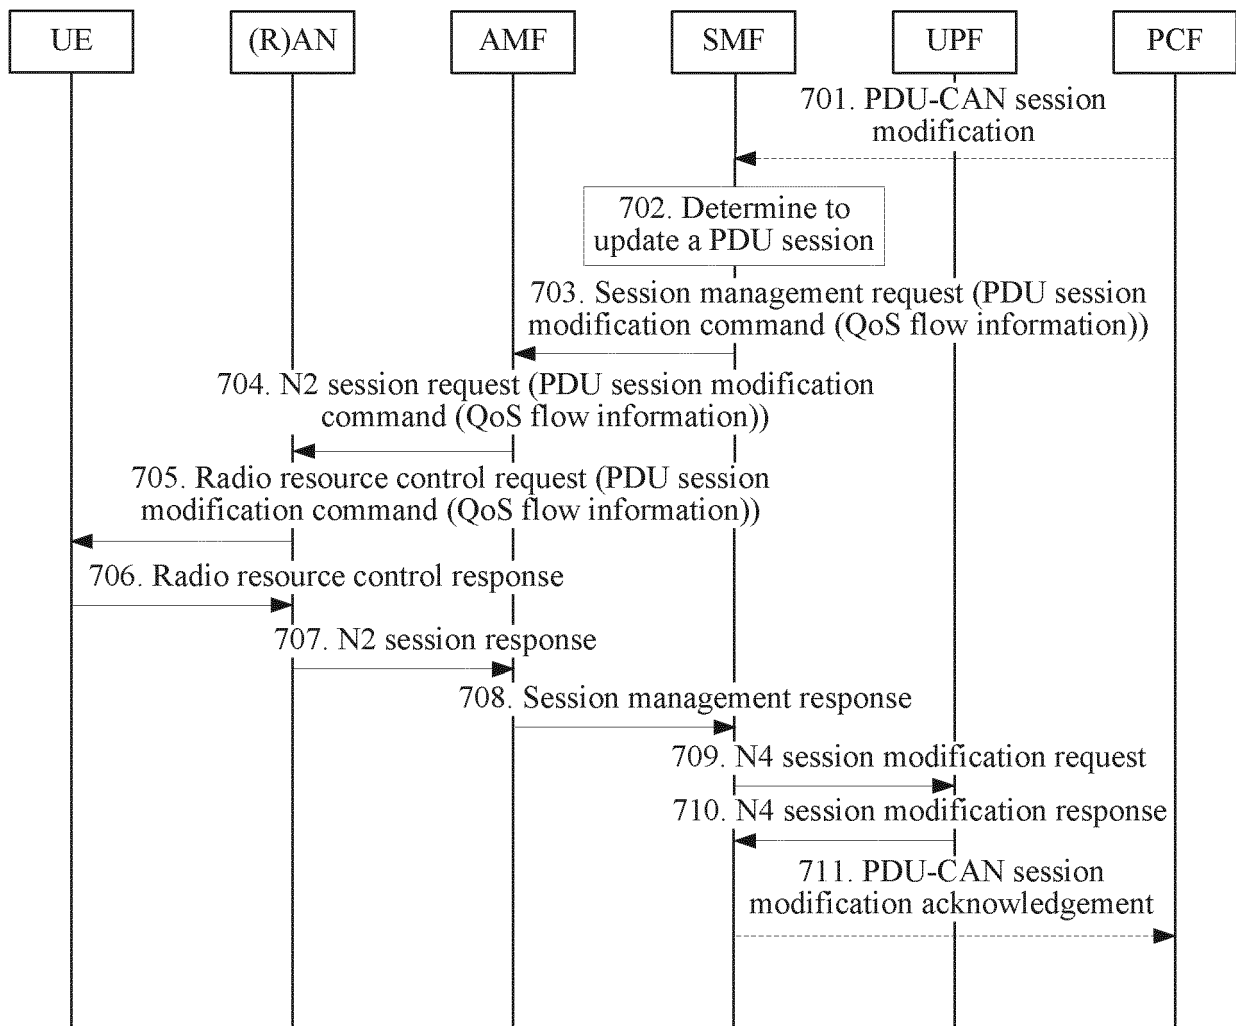 UE
(R)AN
AMF
SMF
UPF
PCF
701. PDU-CAN session
modification
702. Determine to
update a PDU session
703. Session management request (PDU session
modification command (QoS flow information))
704. N2 session request (PDU session modification
command (QoS flow information))
705. Radio resource control request (PDU session
modification command (QoS flow information))
706. Radio resource control response
707. N2 session response
708. Session management response
709. N4 session modification request
710. N4 session modification response
711. PDU-CAN session
modification acknowledgement